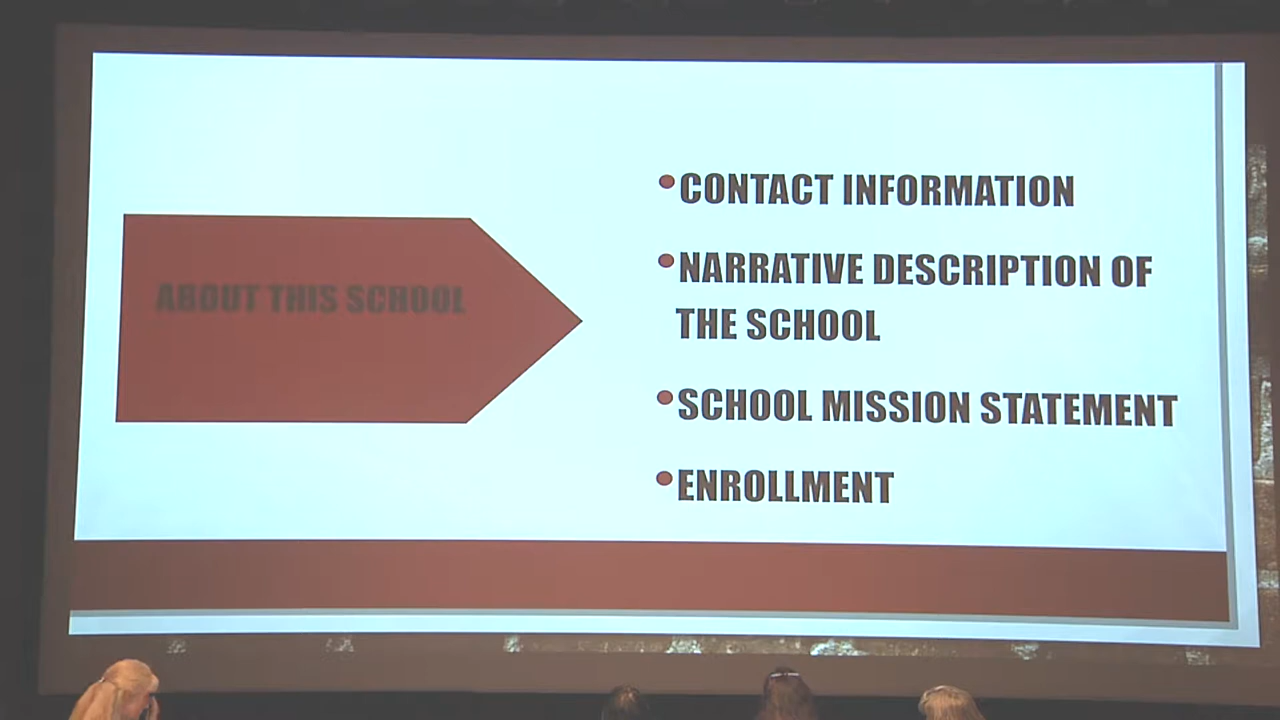 ABOUT THIS SCHOOL
•CONTACT INFORMATION
•NARRATIVE DESCRIPTION OF
THE SCHOOL
•SCHOOL MISSION STATEMENT
•ENROLLMENT